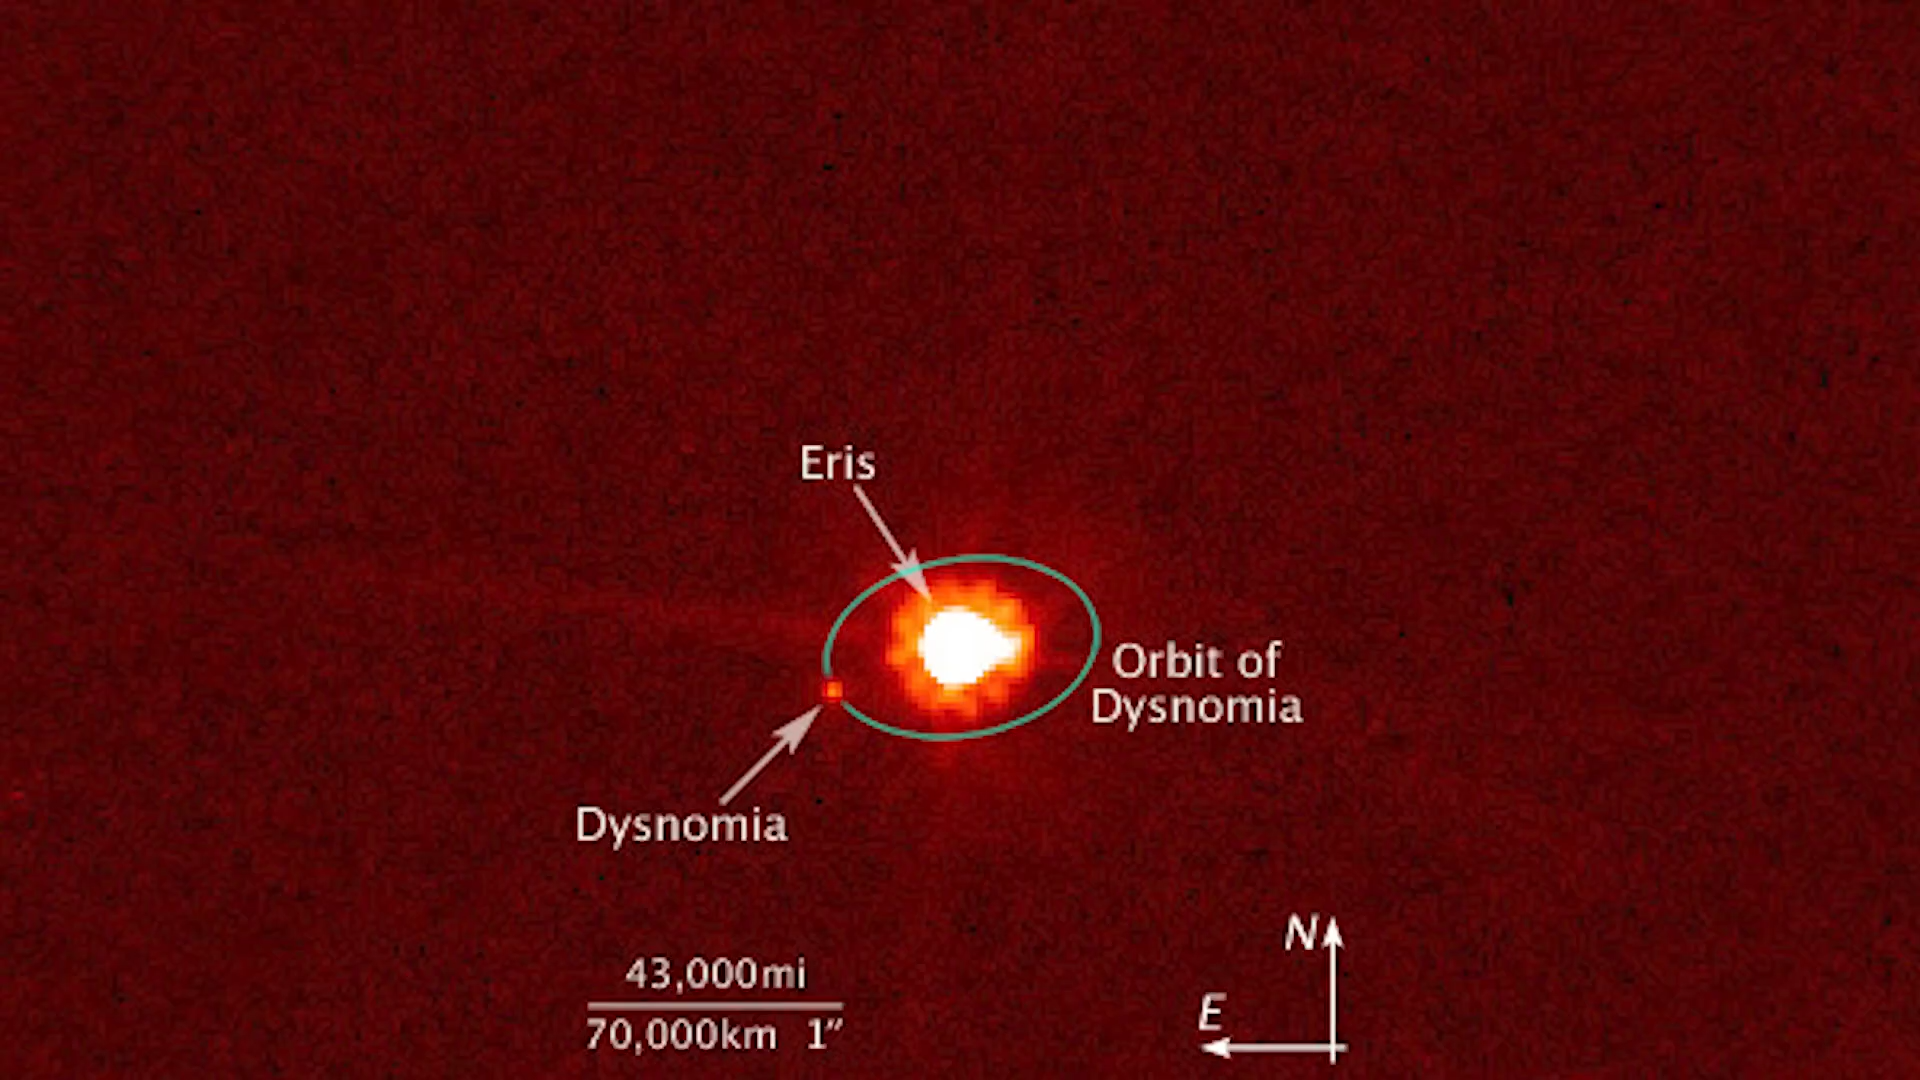 Eris
Orbit of
Dysnomia
Dysnomia
43,000mi
70,000km 1″
N
E